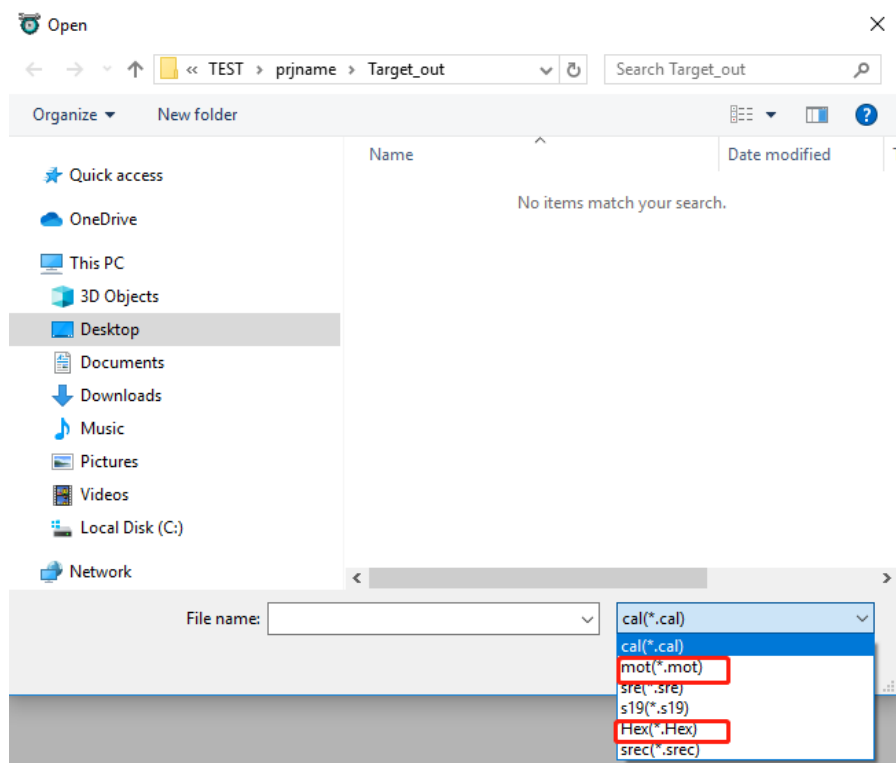 Open
« TEST > prjname > Target_out
Search Target_out
Organize
New folder
Name
Date modified
Quick access
No items match your search.
OneDrive
This PC
3D Objects
Desktop
Documents
Downloads
Music
Pictures
Videos
Local Disk (C:)
Network
File name:
cal(*.cal)
cal(*.cal)
mot(*.mot)
sre(*.sre)
s19(*.s19)
Hex(*.Hex)
srec(*.srec)